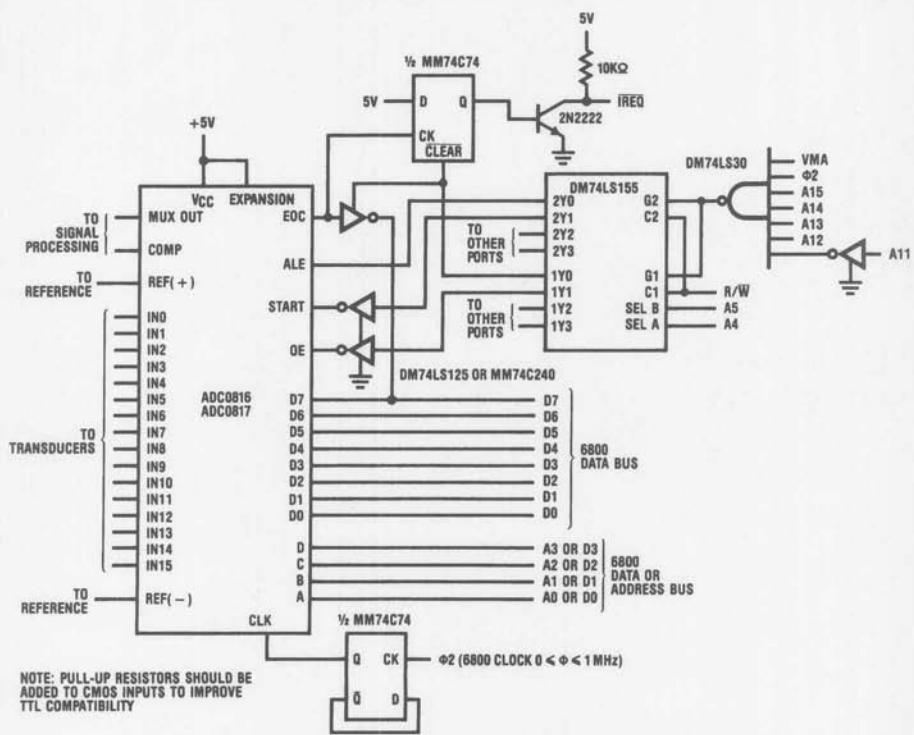 5V
½ MM74C74
10KΩ
5V
D
Q
IREQ
2N2222
CK
CLEAR
+5V
DM74LS30
VMA
Φ2
A15
A14
A13
A12
A11
DM74LS155
2Y0
2Y1
2Y2
2Y3
1Y0
1Y1
1Y2
1Y3
G2
C2
G1
C1
SEL B
SEL A
R/W
A5
A4
TO
OTHER
PORTS
TO
OTHER
PORTS
VCC
EXPANSION
TO
SIGNAL
PROCESSING
MUX OUT
COMP
TO
REFERENCE
REF(+)
EOC
ALE
START
OE
DM74LS125 OR MM74C240
TO
TRANSDUCERS
IN0
IN1
IN2
IN3
IN4
IN5
IN6
IN7
IN8
IN9
IN10
IN11
IN12
IN13
IN14
IN15
ADC0816
ADC0817
D7
D6
D5
D4
D3
D2
D1
D0
D7
D6
D5
D4
D3
D2
D1
D0
6800
DATA BUS
D
C
B
A
A3 OR D3
A2 OR D2
A1 OR D1
A0 OR D0
6800
DATA OR
ADDRESS BUS
TO
REFERENCE
REF(−)
CLK
½ MM74C74
Q
CK
Q̅
D
Φ2 (6800 CLOCK 0 ≤ Φ ≤ 1 MHz)
NOTE: PULL-UP RESISTORS SHOULD BE
ADDED TO CMOS INPUTS TO IMPROVE
TTL COMPATIBILITY